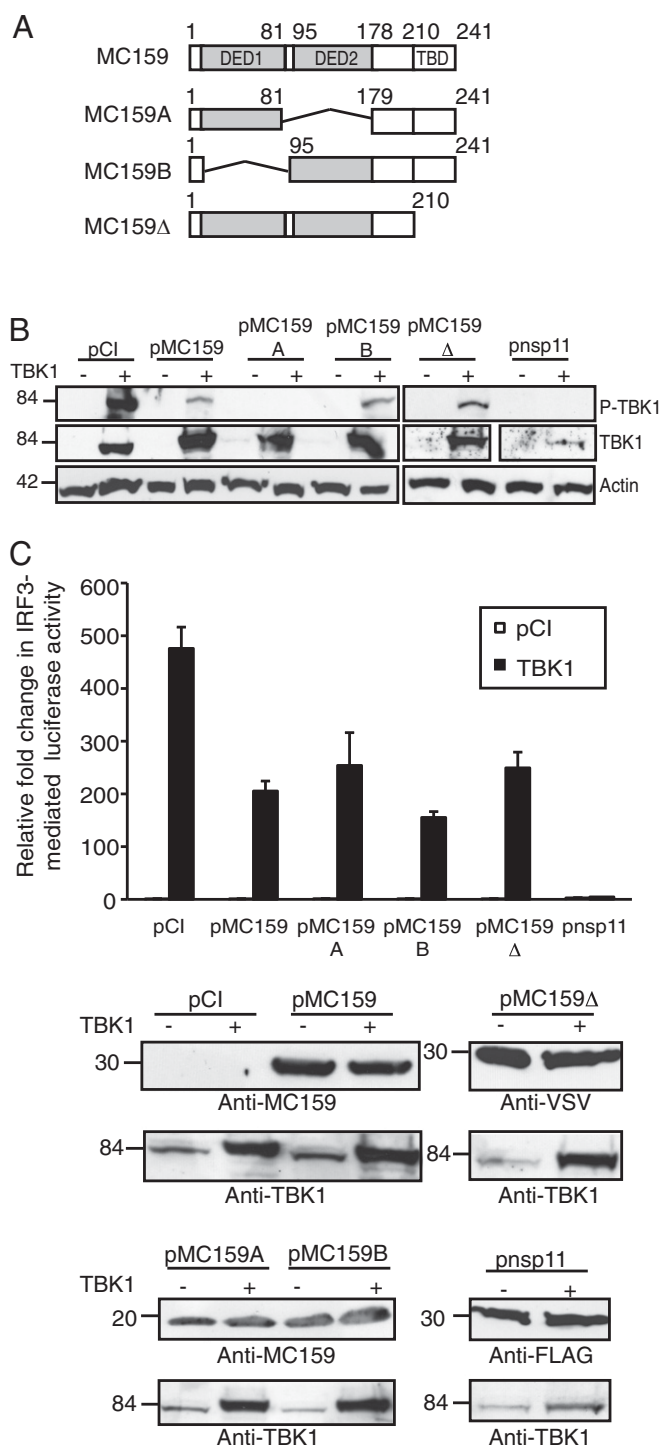 A
1 81 95 178 210 241
MC159 DED1 DED2 TBD
1 81 179 241
MC159A
1 95 241
MC159B
1 210
MC159Δ
B
pCI pMC159 pMC159 A pMC159 B pMC159 Δ pnsp11
TBK1 - + - + - + - + - + - +
84 P-TBK1
84 TBK1
42 Actin
C
Relative fold change in IRF3-
mediated luciferase activity
600
500
400
300
200
100
0
pCI
TBK1
pCI pMC159 pMC159 A pMC159 B pMC159 Δ pnsp11
pCI pMC159 pMC159Δ
TBK1 - + - + - +
30 30
Anti-MC159 Anti-VSV
84 84
Anti-TBK1 Anti-TBK1
pMC159A pMC159B pnsp11
TBK1 - + - + - +
20 30
Anti-MC159 Anti-FLAG
84 84
Anti-TBK1 Anti-TBK1